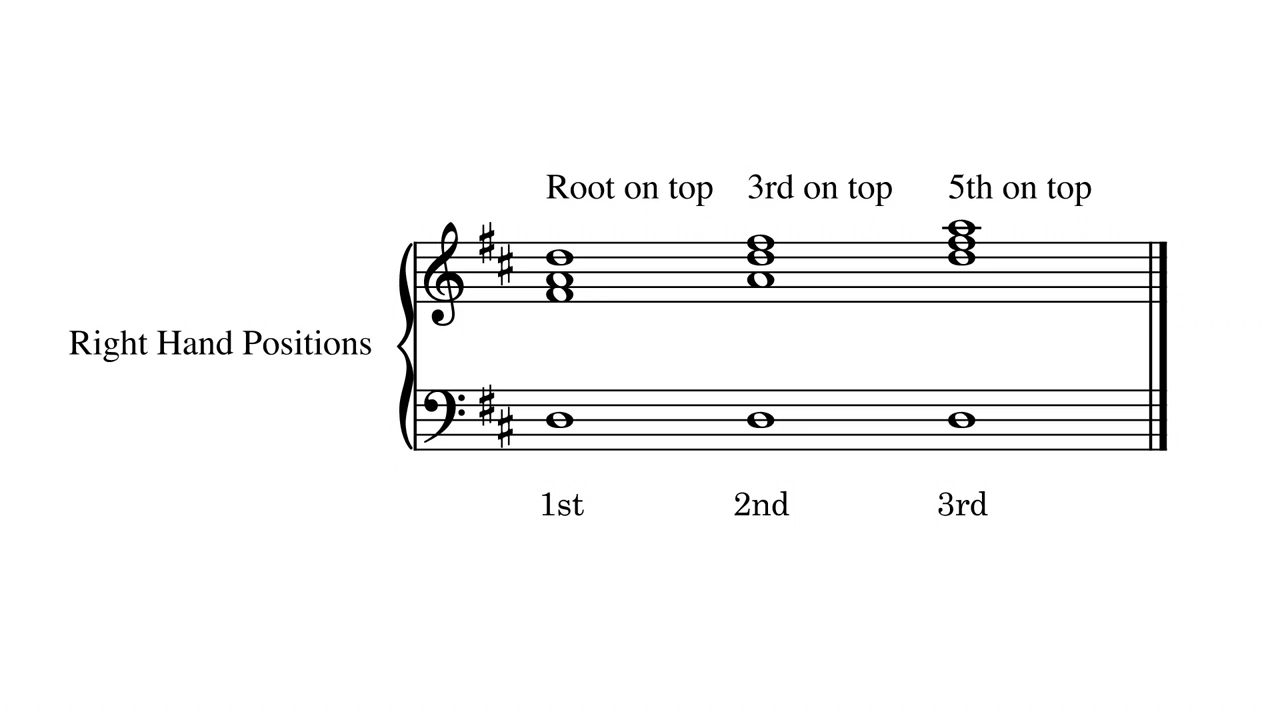 Root on top 3rd on top 5th on top
Right Hand Positions
1st 2nd 3rd